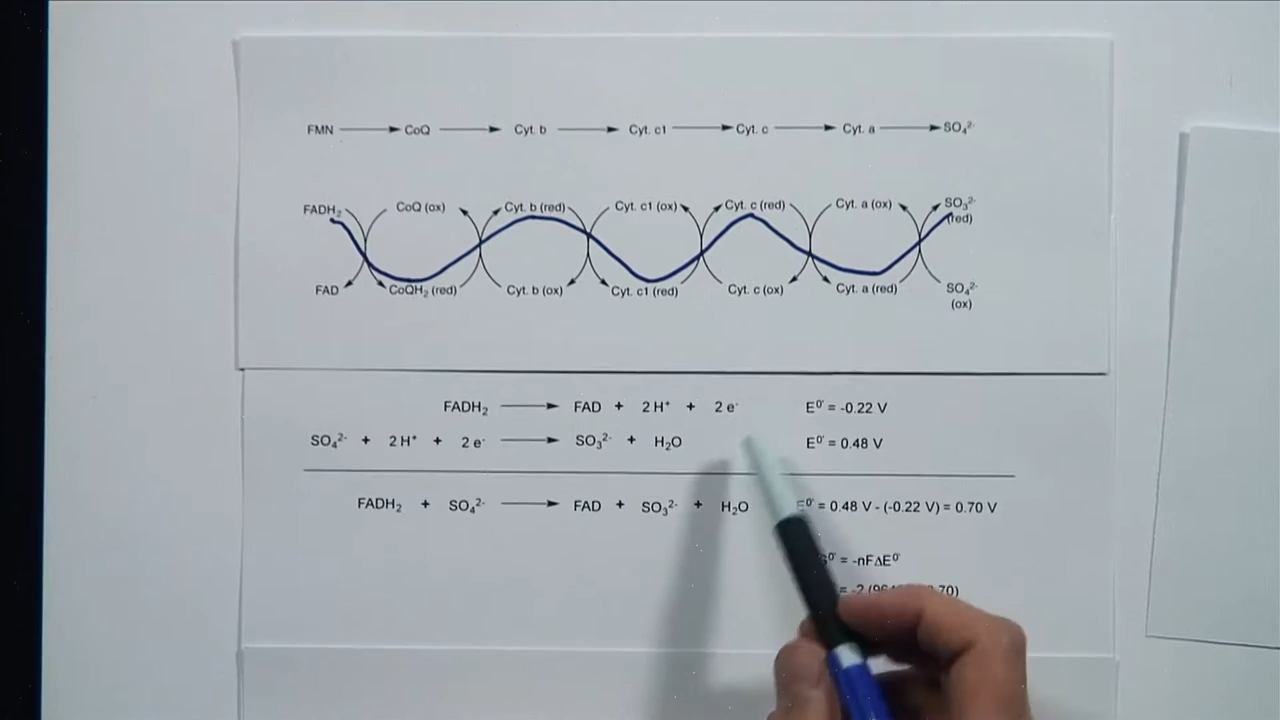 FMN → CoQ → Cyt. b → Cyt. c1 → Cyt. c → Cyt. a → SO₄²⁻
FADH₂ CoQ (ox) Cyt. b (red) Cyt. c1 (ox) Cyt. c (red) Cyt. a (ox) SO₃²⁻
(red)
FAD CoQH₂ (red) Cyt. b (ox) Cyt. c1 (red) Cyt. c (ox) Cyt. a (red) SO₄²⁻
(ox)
FADH₂ → FAD + 2 H⁺ + 2 e⁻ E⁰' = -0.22 V
SO₄²⁻ + 2 H⁺ + 2 e⁻ → SO₃²⁻ + H₂O E⁰' = 0.48 V
FADH₂ + SO₄²⁻ → FAD + SO₃²⁻ + H₂O E⁰' = 0.48 V - (-0.22 V) = 0.70 V
= -nFΔE⁰'
= -2